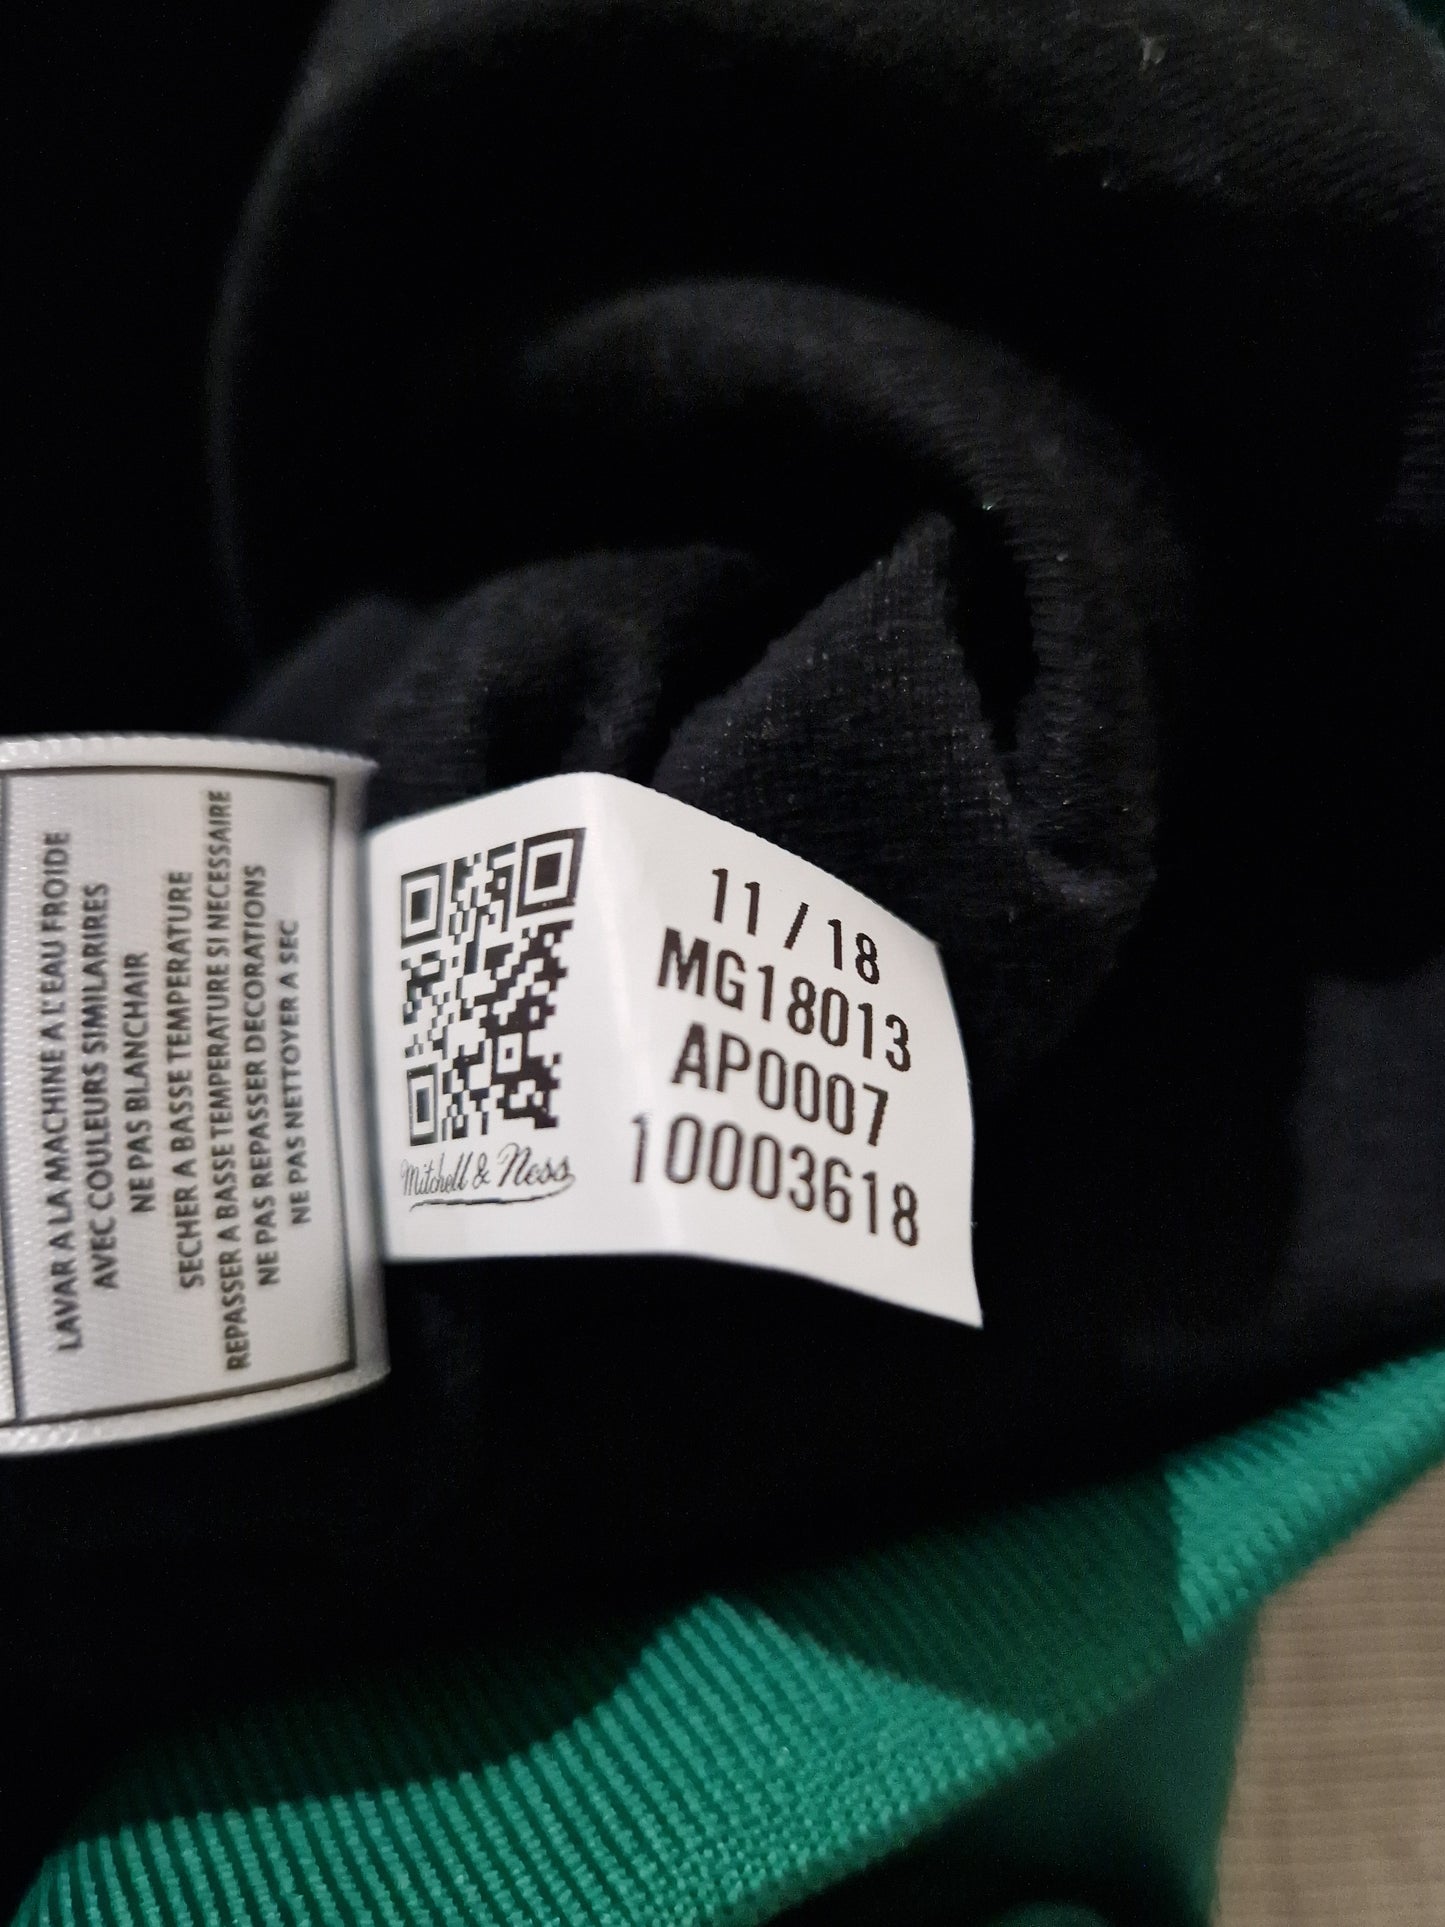 LAVAR A LA MACHINE A L'EAU FROIDE
AVEC COULEURS SIMILARIRES
NE PAS BLANCHAIR
SECHER A BASSE TEMPERATURE
REPASSER A BASSE TEMPERATURE SI NECESSAIRE
NE PAS REPASSER DECORATIONS
NE PAS NETTOYER A SEC
Mitchell & Ness
11/18
MG18013
AP0007
10003618